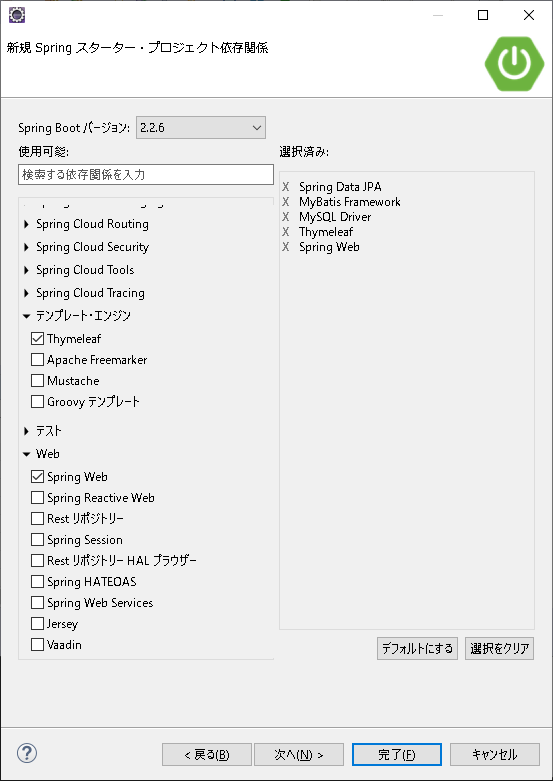 新規 Spring スターター・プロジェクト依存関係
Spring Boot バージョン: 2.2.6
使用可能:
検索する依存関係を入力
Spring Cloud Routing
Spring Cloud Security
Spring Cloud Tools
Spring Cloud Tracing
テンプレート・エンジン
Thymeleaf
Apache Freemarker
Mustache
Groovy テンプレート
テスト
Web
Spring Web
Spring Reactive Web
Rest リポジトリー
Spring Session
Rest リポジトリー HAL ブラウザー
Spring HATEOAS
Spring Web Services
Jersey
Vaadin
選択済み:
X Spring Data JPA
X MyBatis Framework
X MySQL Driver
X Thymeleaf
X Spring Web
デフォルトにする 選択をクリア
? < 戻る(B) 次へ(N) > 完了(F) キャンセル